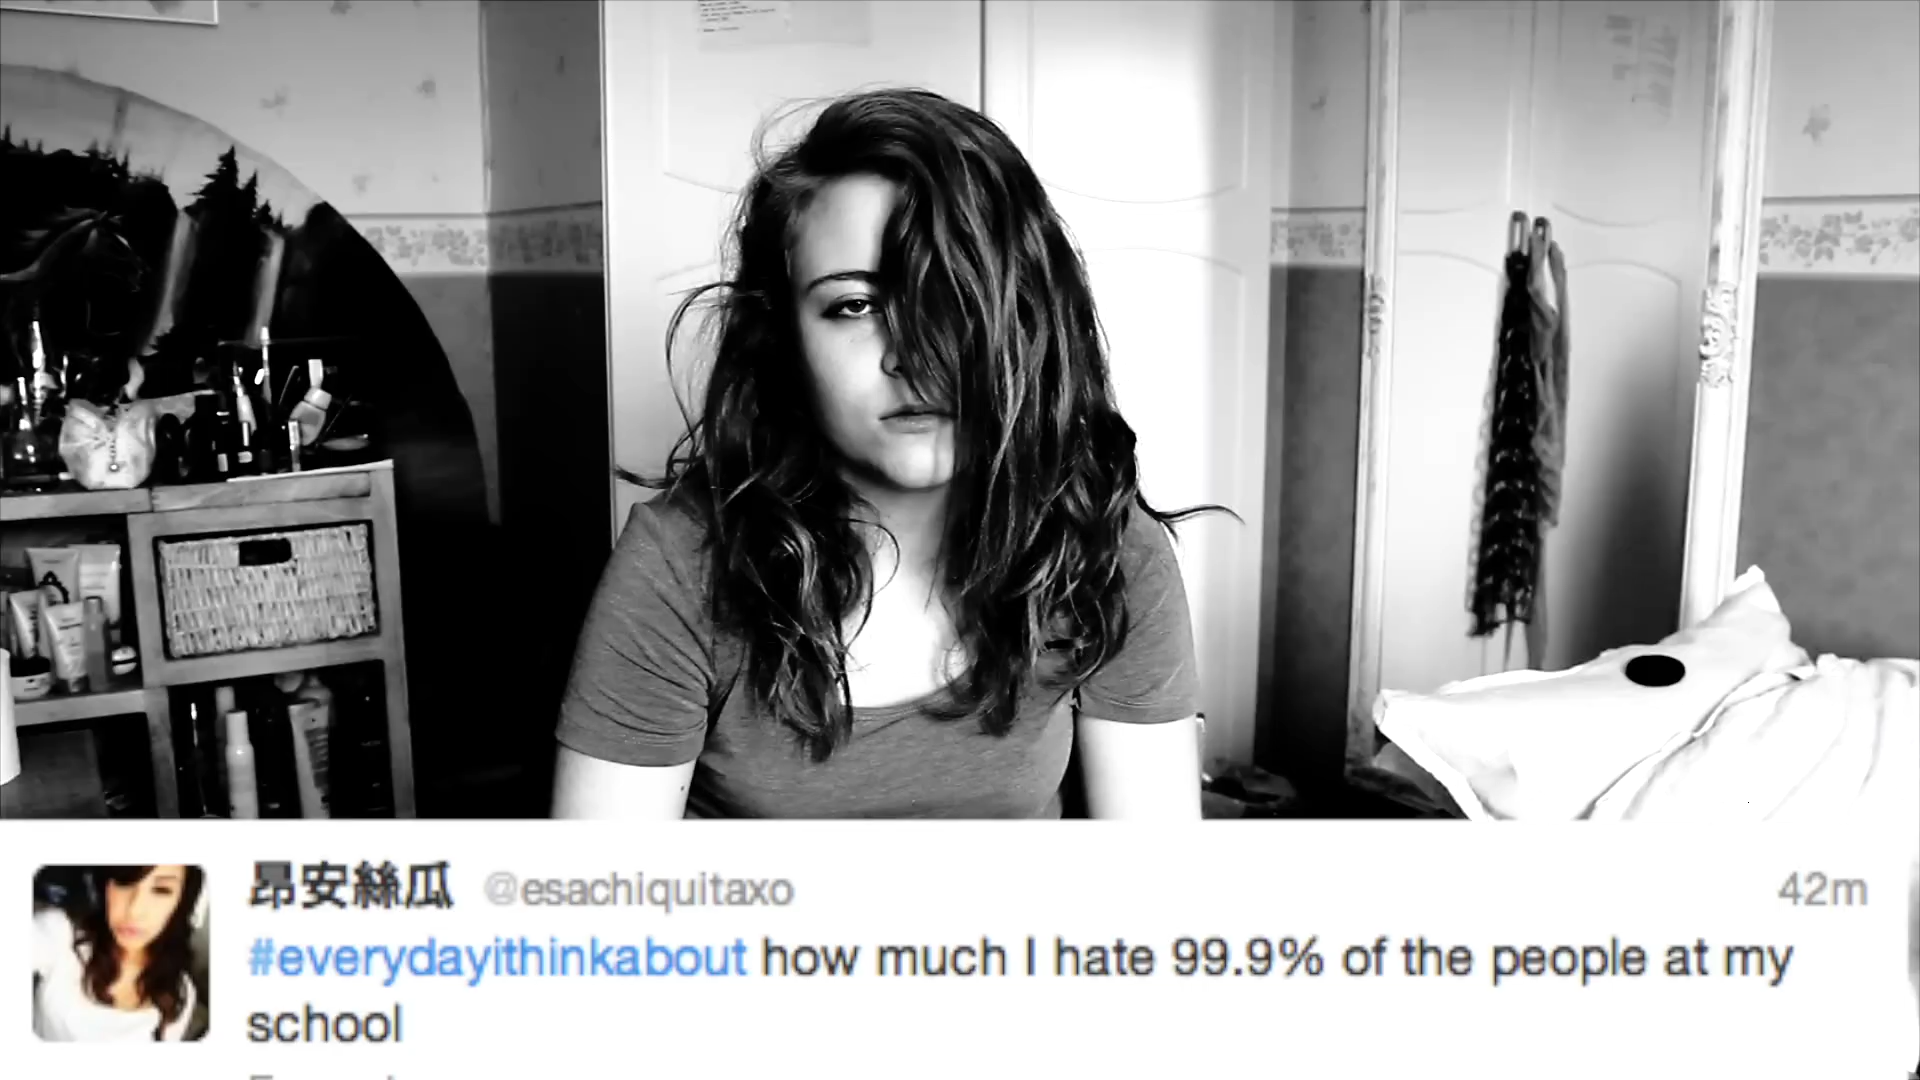 昂安絲瓜 @esachiquitaxo 42m
#everydayithinkabout how much I hate 99.9% of the people at my
school